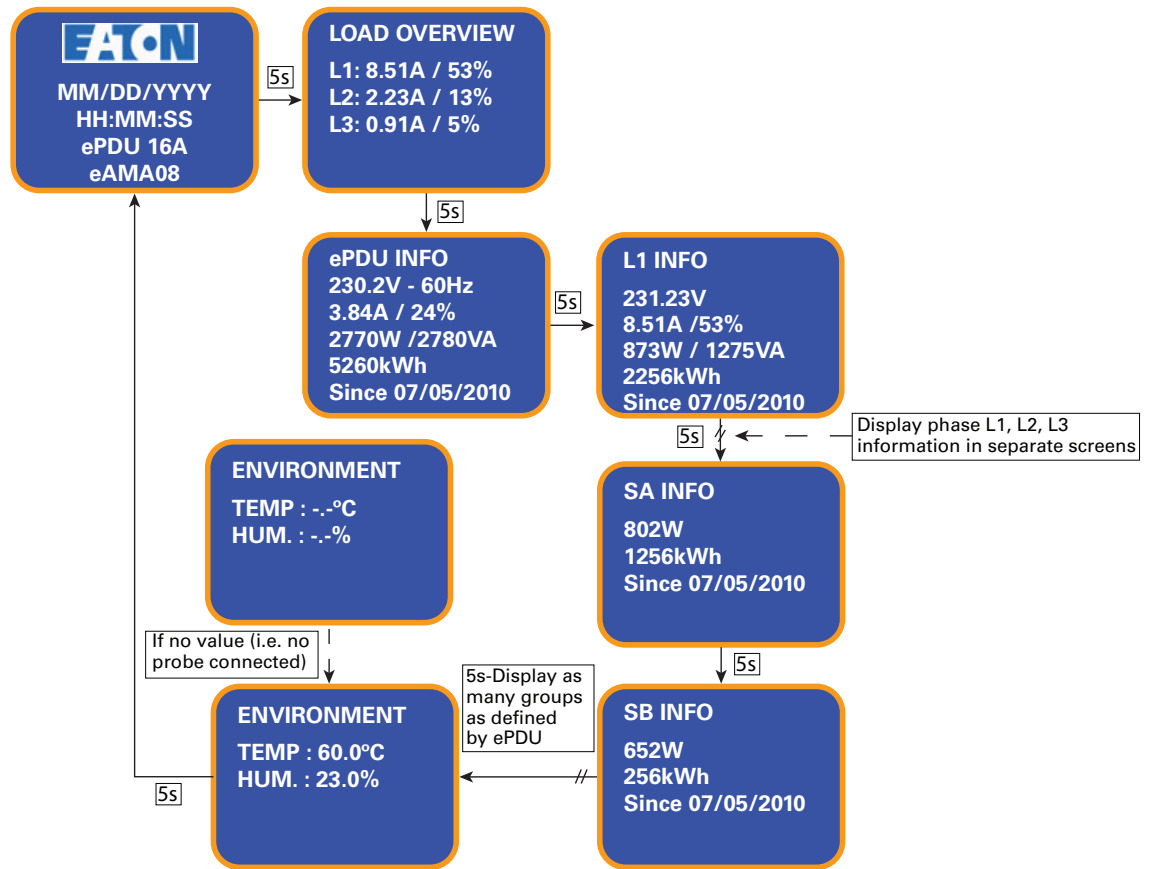 EATON
MM/DD/YYYY
HH:MM:SS
ePDU 16A
eAMA08
5s
LOAD OVERVIEW
L1: 8.51A / 53%
L2: 2.23A / 13%
L3: 0.91A / 5%
5s
ePDU INFO
230.2V - 60Hz
3.84A / 24%
2770W /2780VA
5260kWh
Since 07/05/2010
5s
L1 INFO
231.23V
8.51A /53%
873W / 1275VA
2256kWh
Since 07/05/2010
5s
Display phase L1, L2, L3
information in separate screens
SA INFO
802W
1256kWh
Since 07/05/2010
5s
SB INFO
652W
256kWh
Since 07/05/2010
5s-Display as
many groups
as defined
by ePDU
ENVIRONMENT
TEMP : -.-ºC
HUM. : -.-%
If no value (i.e. no
probe connected)
ENVIRONMENT
TEMP : 60.0ºC
HUM. : 23.0%
5s